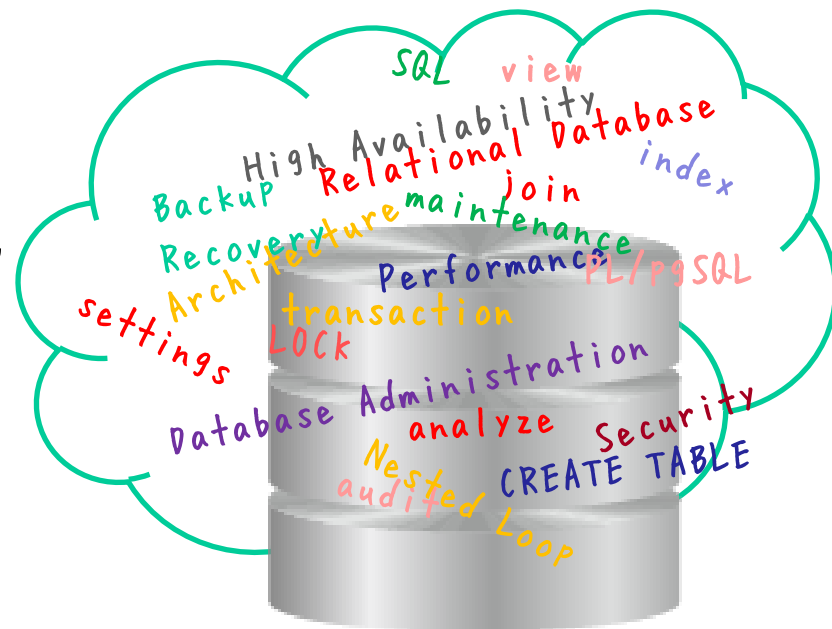 SQL
view
High Availability
Relational Database
index
join
Backup
maintenance
Recovery
Architecture
Performance
PL/pgSQL
settings
transaction
LOCK
Database Administration
analyze
Security
Nested Loop
CREATE TABLE
audit